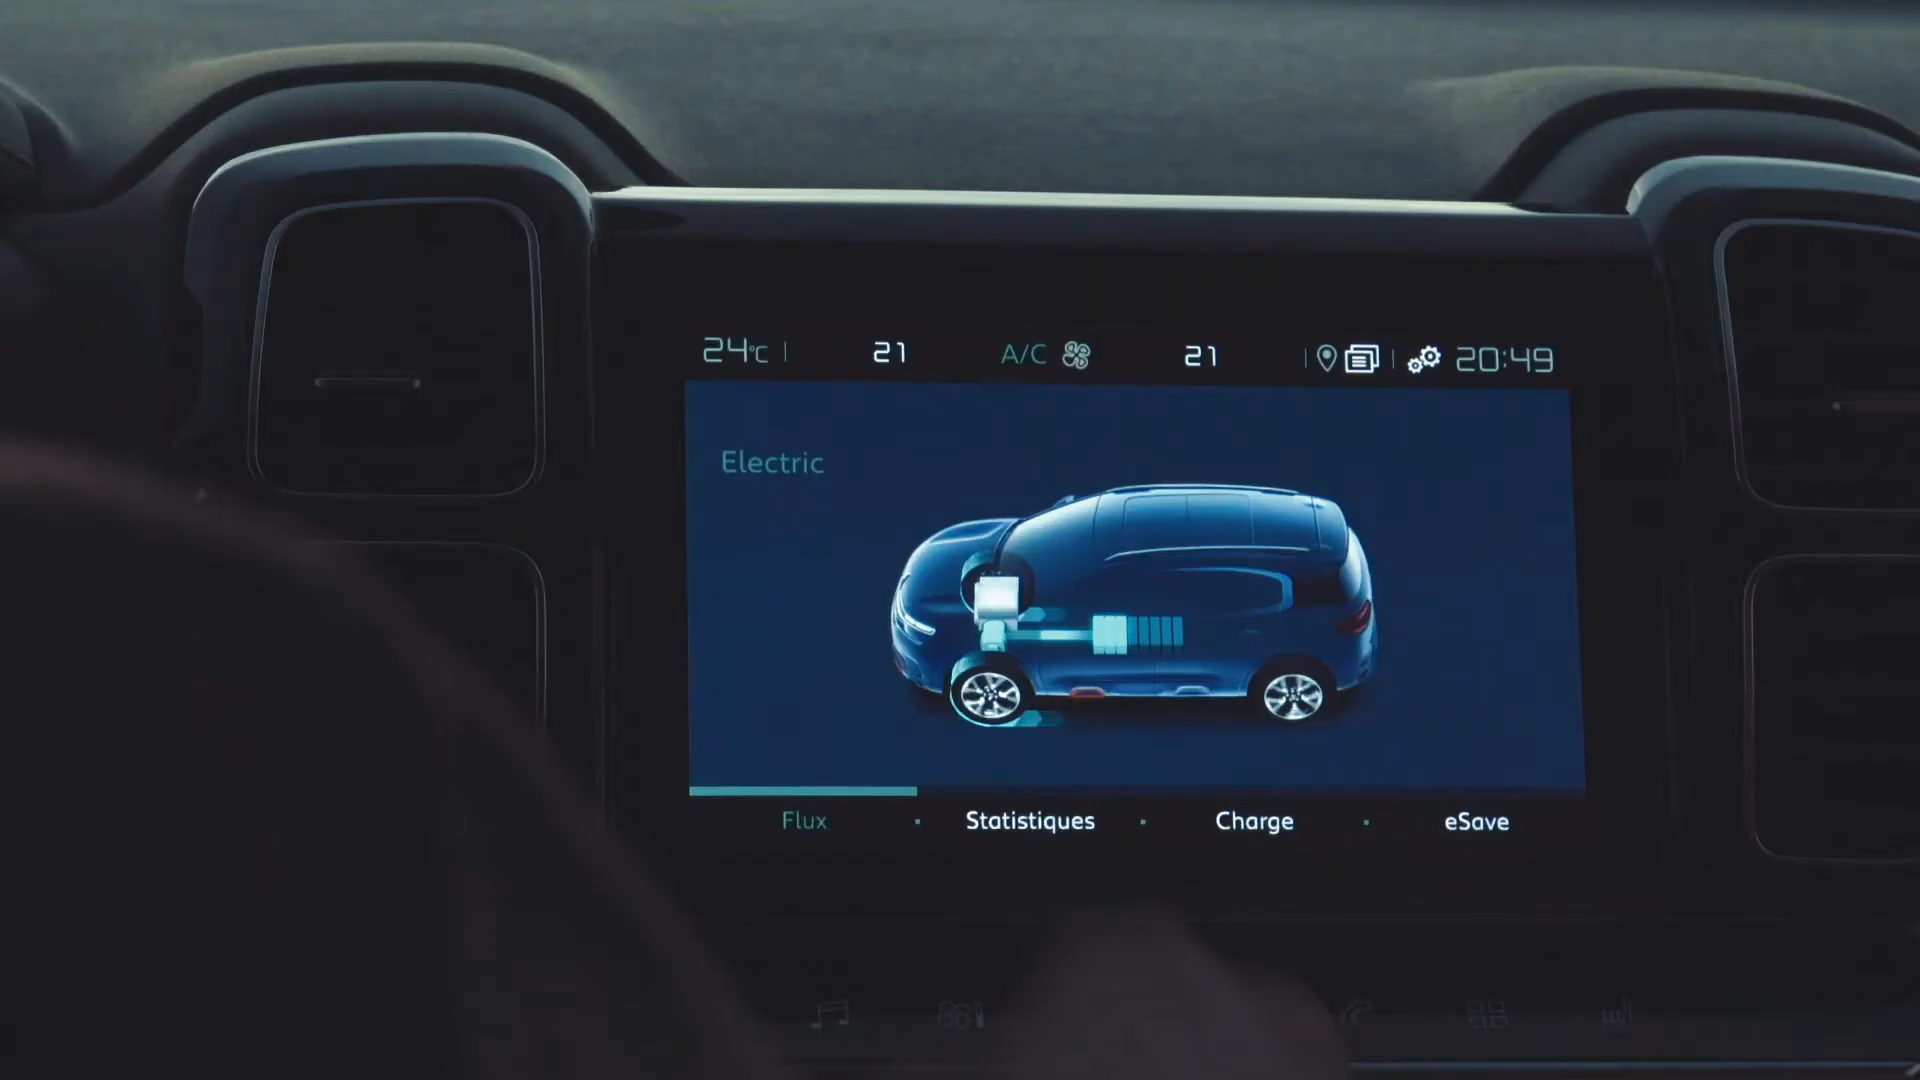 24°C 21 A/C 21 20:49
Electric
Flux Statistiques Charge eSave